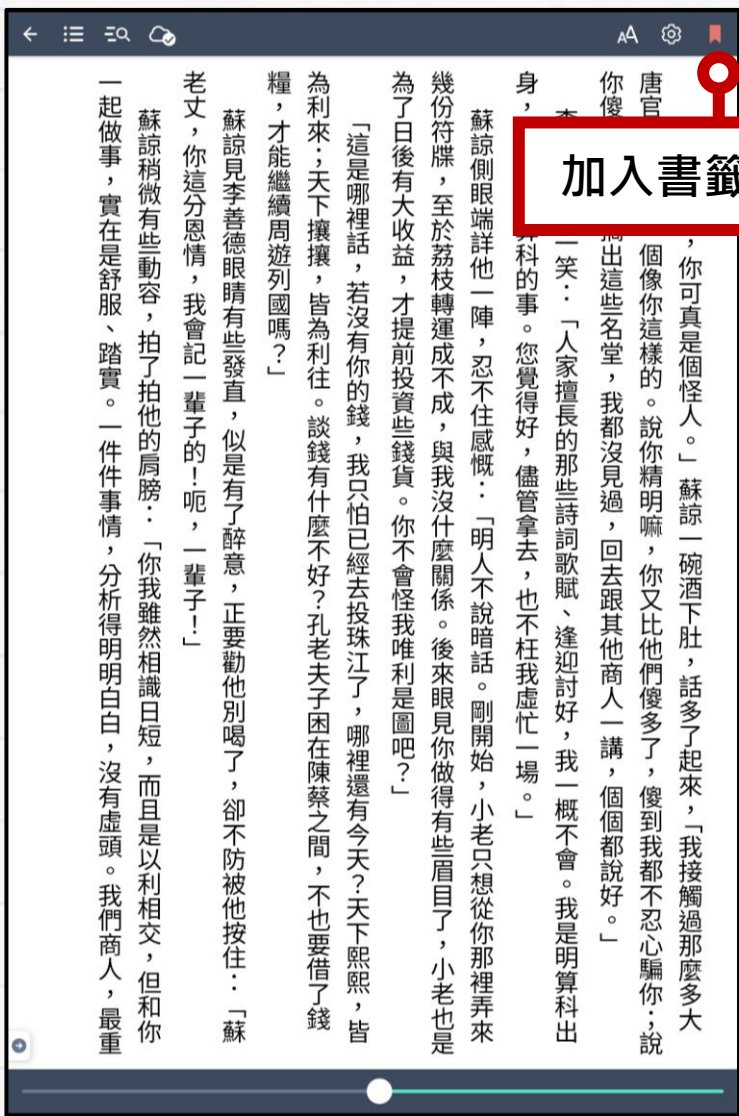 AA
加入書籤
，你可真是個怪人。」蘇諒一碗酒下肚，話多了起來，「我接觸過那麼多大
唐官 個像你這樣的。說你精明嘛，你又比他們傻多了，傻到我都不忍心騙你；說
你傻 出這些名堂，我都沒見過，回去跟其他商人一講，個個都說好。」
一笑：「人家擅長的那些詩詞歌賦、逢迎討好，我一概不會。我是明算科出
身， 算科的事。您覺得好，儘管拿去，也不枉我虛忙一場。」
蘇諒側眼端詳他一陣，忍不住感慨：「明人不說暗話。剛開始，小老只想從你那裡弄來
幾份符牒，至於荔枝轉運成不成，與我沒什麼關係。後來眼見你做得有些眉目了，小老也是
為了日後有大收益，才提前投資些錢貨。你不會怪我唯利是圖吧？」
「這是哪裡話，若沒有你的錢，我只怕已經去投珠江了，哪裡還有今天？天下熙熙，皆
為利來；天下攘攘，皆為利往。談錢有什麼不好？孔老夫子困在陳蔡之間，不也要借了錢
糧，才能繼續周遊列國嗎？」
蘇諒見李善德眼睛有些發直，似是有了醉意，正要勸他別喝了，卻不防被他按住：「蘇
老丈，你這分恩情，我會記一輩子的！呃，一輩子！」
蘇諒稍微有些動容，拍了拍他的肩膀：「你我雖然相識日短，而且是以利相交，但和你
一起做事，實在是舒服、踏實。一件件事情，分析得明明白白，沒有虛頭。我們商人，最重